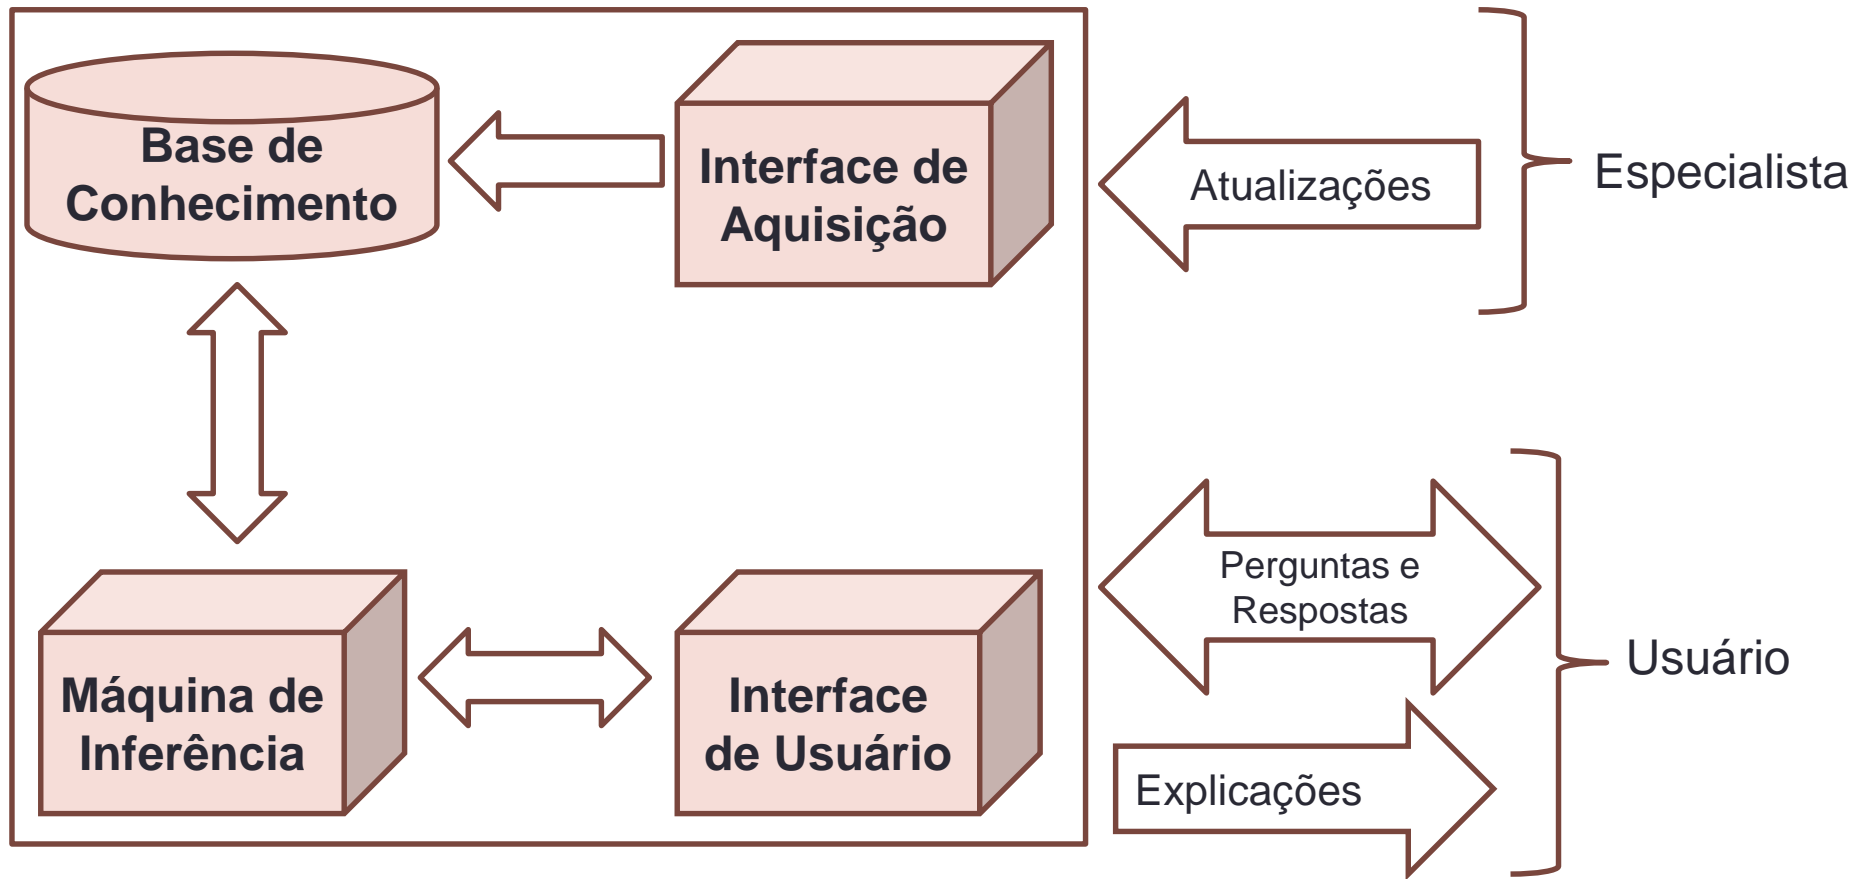 Base de
Conhecimento
Interface de
Aquisição
Atualizações
Especialista
Máquina de
Inferência
Interface
de Usuário
Perguntas e
Respostas
Explicações
Usuário